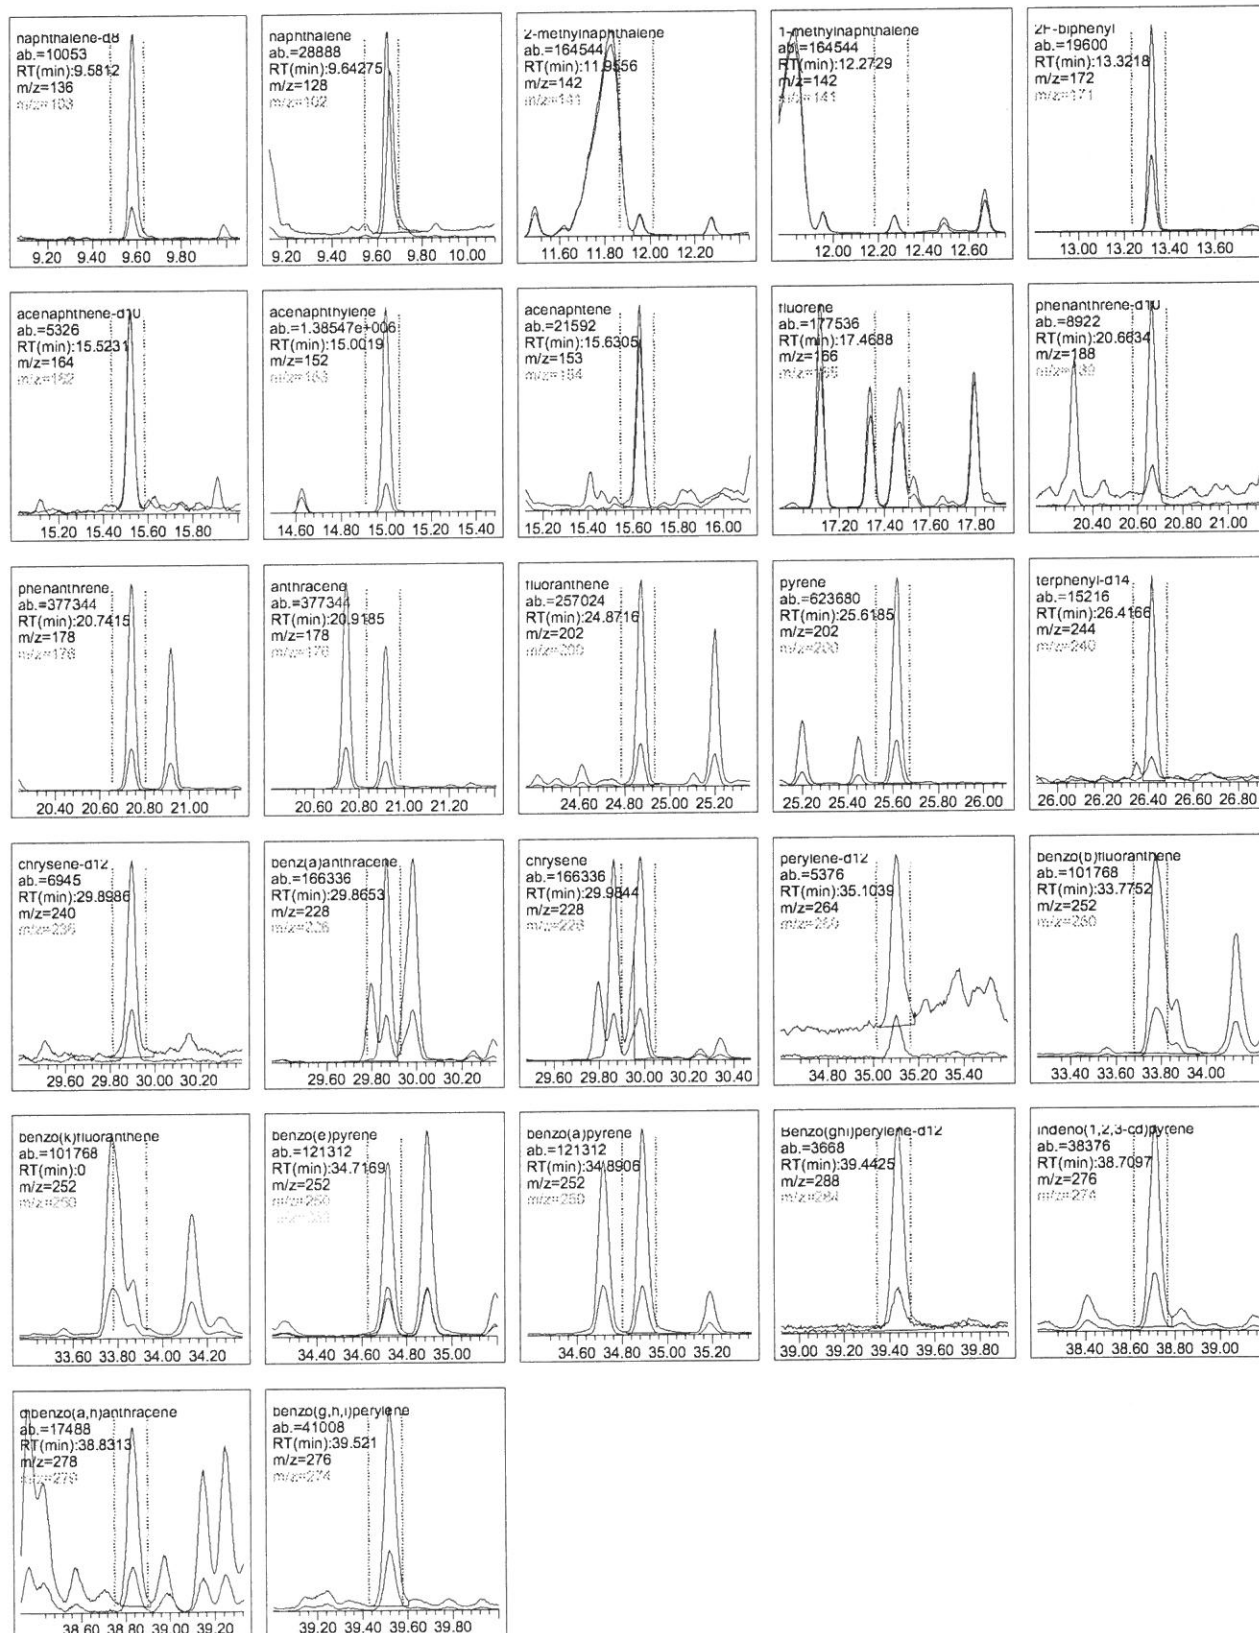 naphthalene-d8
ab.=10053
RT(min):9.5812
m/z=136
9.20 9.40 9.60 9.80
naphthalene
ab.=28888
RT(min):9.64275
m/z=128
m/z=102
9.20 9.40 9.60 9.80 10.00
2-methylnaphthalene
ab.=164544
RT(min):11.9556
m/z=142
m/z=141
11.60 11.80 12.00 12.20
1-methylnaphthalene
ab.=164544
RT(min):12.2729
m/z=142
m/z=141
12.00 12.20 12.40 12.60
2F-biphenyl
ab.=19600
RT(min):13.3218
m/z=172
m/z=171
13.00 13.20 13.40 13.60
acenaphthene-d10
ab.=5326
RT(min):15.5231
m/z=164
m/z=162
15.20 15.40 15.60 15.80
acenaphthylene
ab.=1.38547e+006
RT(min):15.0019
m/z=152
14.60 14.80 15.00 15.20 15.40
acenaphtene
ab.=21592
RT(min):15.6305
m/z=153
m/z=154
15.20 15.40 15.60 15.80 16.00
fluorene
ab.=177536
RT(min):17.4688
m/z=166
17.20 17.40 17.60 17.80
phenanthrene-d10
ab.=8922
RT(min):20.6634
m/z=188
20.40 20.60 20.80 21.00
phenanthrene
ab.=377344
RT(min):20.7415
m/z=178
m/z=176
20.40 20.60 20.80 21.00
anthracene
ab.=377344
RT(min):20.9185
m/z=178
m/z=176
20.60 20.80 21.00 21.20
fluoranthene
ab.=257024
RT(min):24.8716
m/z=202
m/z=200
24.60 24.80 25.00 25.20
pyrene
ab.=623680
RT(min):25.6185
m/z=202
m/z=200
25.20 25.40 25.60 25.80 26.00
terphenyl-d14
ab.=15216
RT(min):26.4166
m/z=244
m/z=240
26.00 26.20 26.40 26.60 26.80
chrysene-d12
ab.=6945
RT(min):29.8986
m/z=240
m/z=236
29.60 29.80 30.00 30.20
benz(a)anthracene
ab.=166336
RT(min):29.8653
m/z=228
m/z=226
29.60 29.80 30.00 30.20
chrysene
ab.=166336
RT(min):29.9844
m/z=228
m/z=226
29.60 29.80 30.00 30.20 30.40
perylene-d12
ab.=5376
RT(min):35.1039
m/z=264
34.80 35.00 35.20 35.40
benzo(b)fluoranthene
ab.=101768
RT(min):33.7752
m/z=252
m/z=250
33.40 33.60 33.80 34.00
benzo(k)fluoranthene
ab.=101768
RT(min):0
m/z=252
m/z=250
33.60 33.80 34.00 34.20
benzo(e)pyrene
ab.=121312
RT(min):34.7169
m/z=252
m/z=250
34.40 34.60 34.80 35.00
benzo(a)pyrene
ab.=121312
RT(min):34.8906
m/z=252
m/z=250
34.60 34.80 35.00 35.20
Benzo(ghi)perylene-d12
ab.=3668
RT(min):39.4425
m/z=288
m/z=284
39.00 39.20 39.40 39.60 39.80
indeno(1,2,3-cd)pyrene
ab.=38376
RT(min):38.7097
m/z=276
m/z=274
38.40 38.60 38.80 39.00
dibenzo(a,h)anthracene
ab.=17488
RT(min):38.8313
m/z=278
38.60 38.80 39.00 39.20
benzo(g,h,i)perylene
ab.=41008
RT(min):39.521
m/z=276
m/z=274
39.20 39.40 39.60 39.80